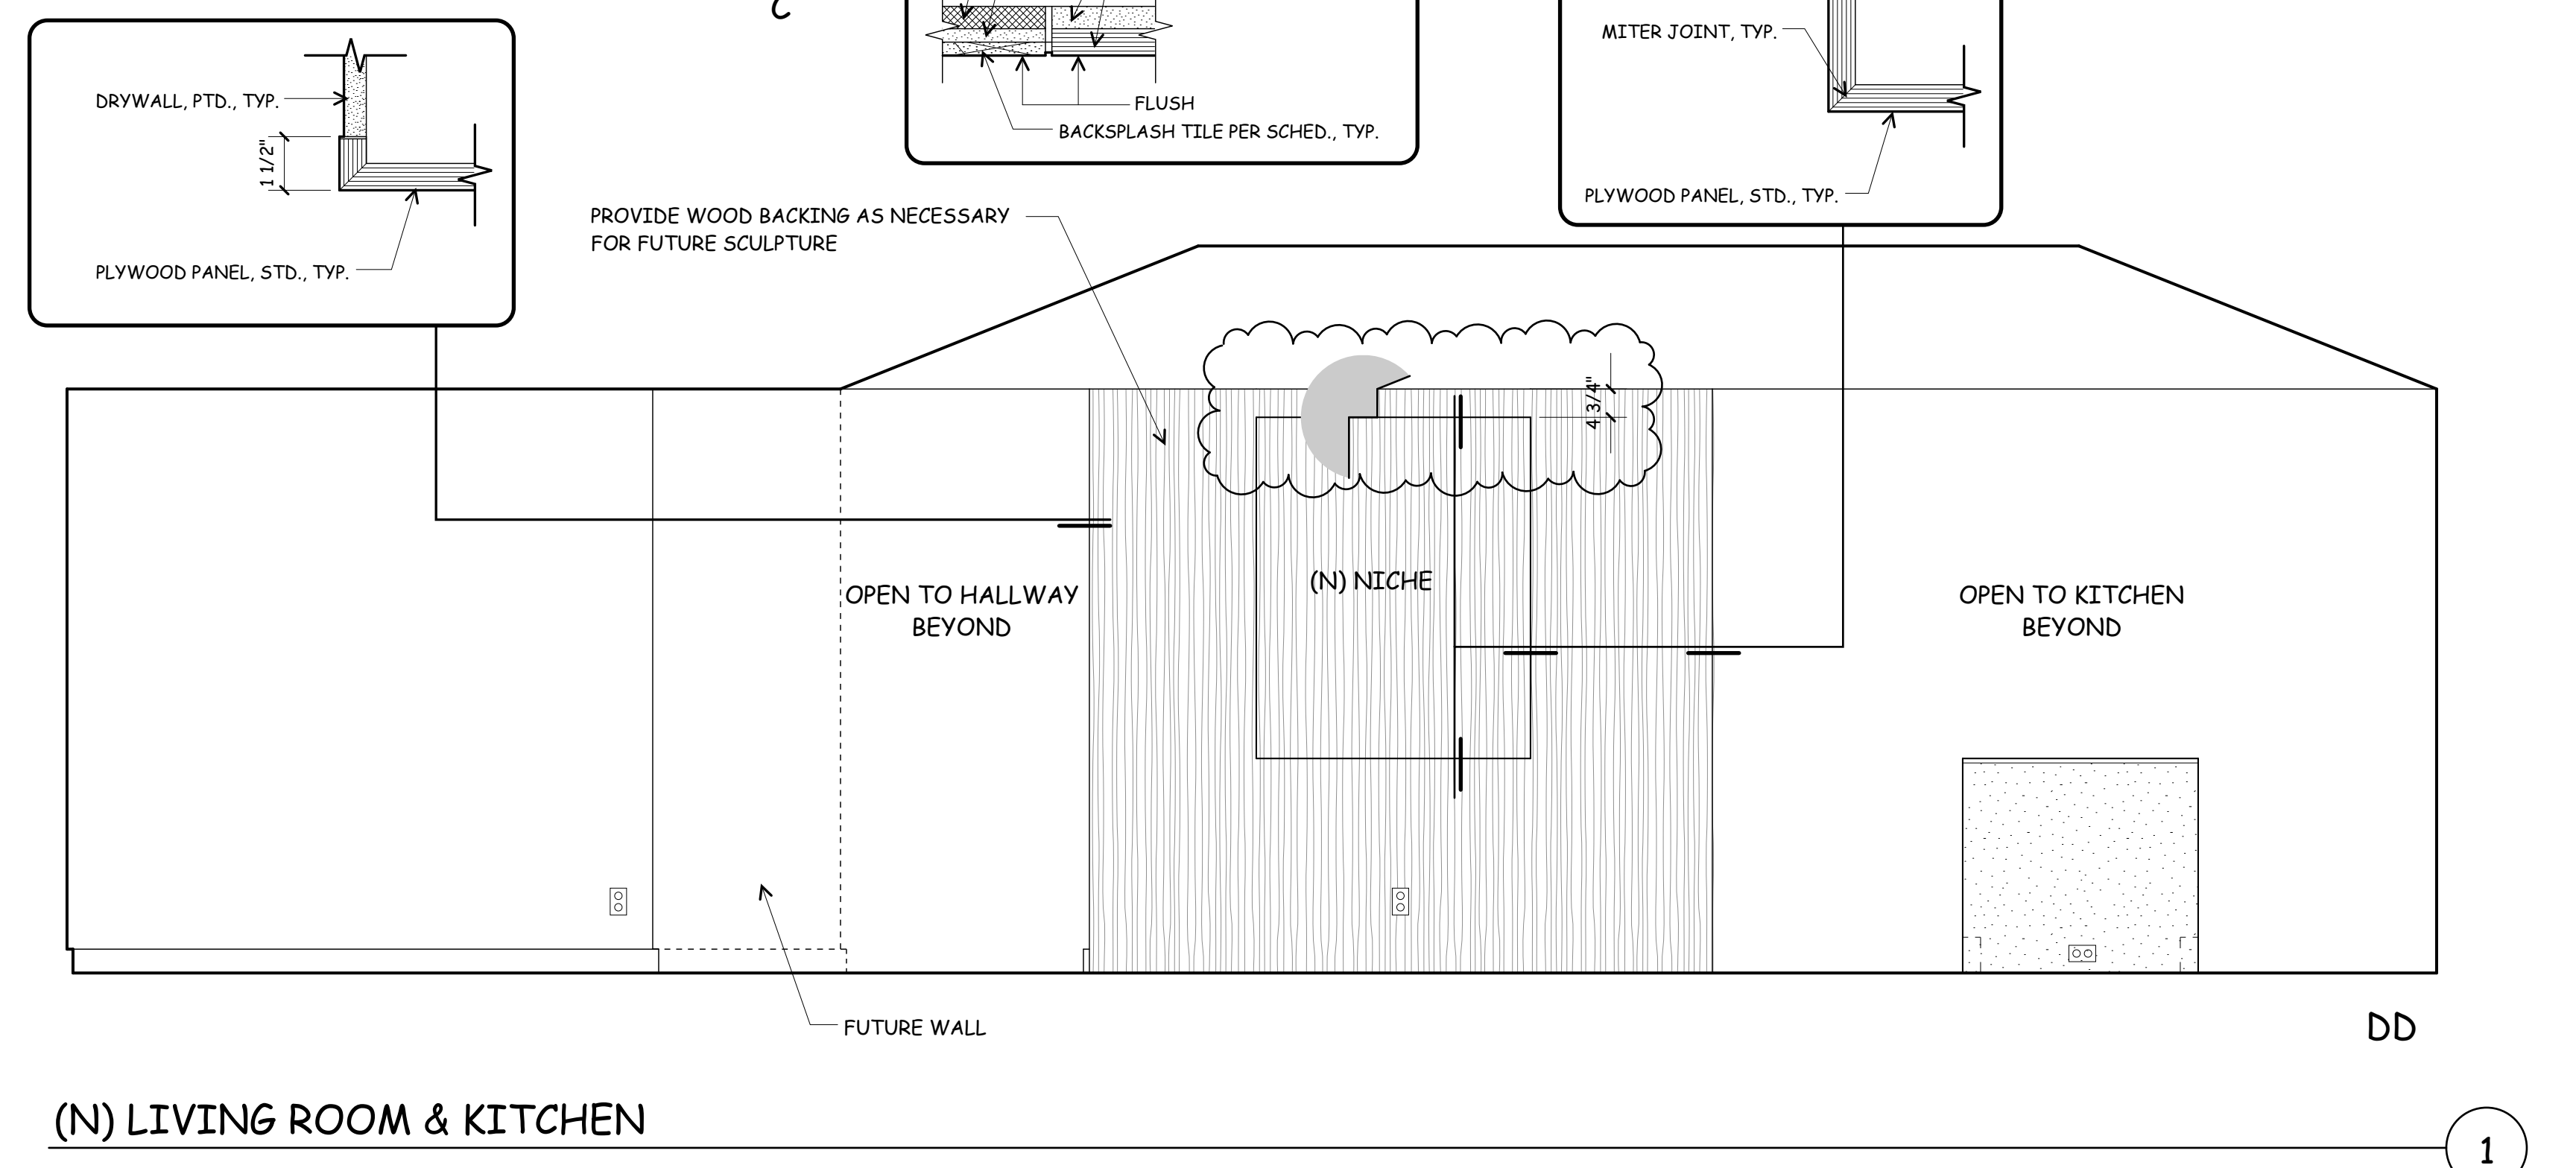 DRYWALL, PTD., TYP.
1 1/2"
PLYWOOD PANEL, STD., TYP.
FLUSH
BACKSPLASH TILE PER SCHED., TYP.
MITER JOINT, TYP.
PLYWOOD PANEL, STD., TYP.
PROVIDE WOOD BACKING AS NECESSARY
FOR FUTURE SCULPTURE
4 3/4"
OPEN TO HALLWAY
BEYOND
(N) NICHE
OPEN TO KITCHEN
BEYOND
FUTURE WALL
DD
(N) LIVING ROOM & KITCHEN
1